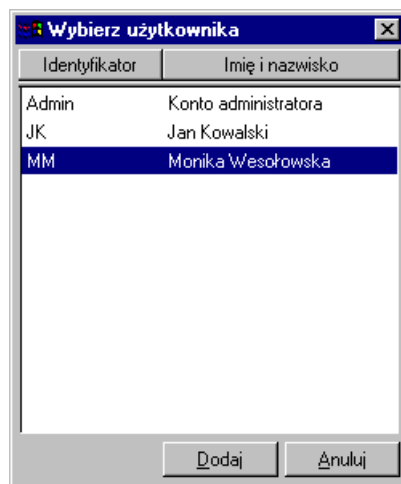 Wybierz użytkownika
Identyfikator Imię i nazwisko
Admin Konto administratora
JK Jan Kowalski
MM Monika Wesołowska
Dodaj Anuluj